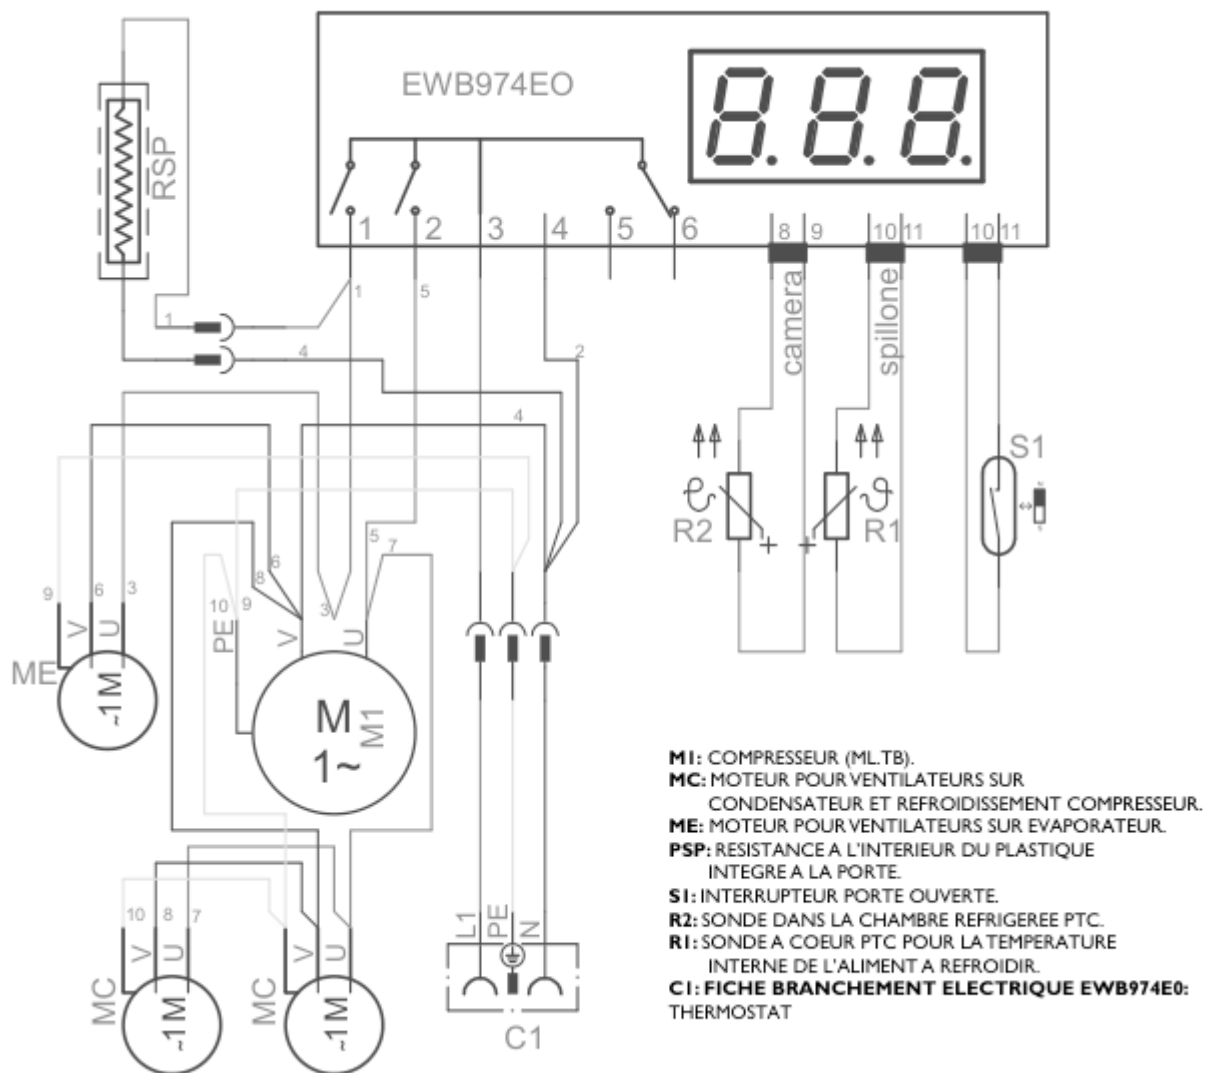 EWB974EO
8.8.8.
RSP
1 2 3 4 5 6
8 9 10 11 10 11
1 5
camera
spillone
1
4 2
4
S1
R2 R1
+ +
5 7
6
8
9 6 3 10 9 3
V U PE V U
ME
~1M
M
1~
M1
M1: COMPRESSEUR (ML.TB).
MC: MOTEUR POUR VENTILATEURS SUR
CONDENSATEUR ET REFROIDISSEMENT COMPRESSEUR.
ME: MOTEUR POUR VENTILATEURS SUR EVAPORATEUR.
PSP: RESISTANCE A L'INTERIEUR DU PLASTIQUE
INTEGRE A LA PORTE.
S1: INTERRUPTEUR PORTE OUVERTE.
R2: SONDE DANS LA CHAMBRE REFRIGEREE PTC.
R1: SONDE A COEUR PTC POUR LA TEMPERATURE
INTERNE DE L'ALIMENT A REFROIDIR.
C1: FICHE BRANCHEMENT ELECTRIQUE EWB974E0:
THERMOSTAT
10 8 7
V U V U
L1 PE N
MC MC
~1M ~1M
C1